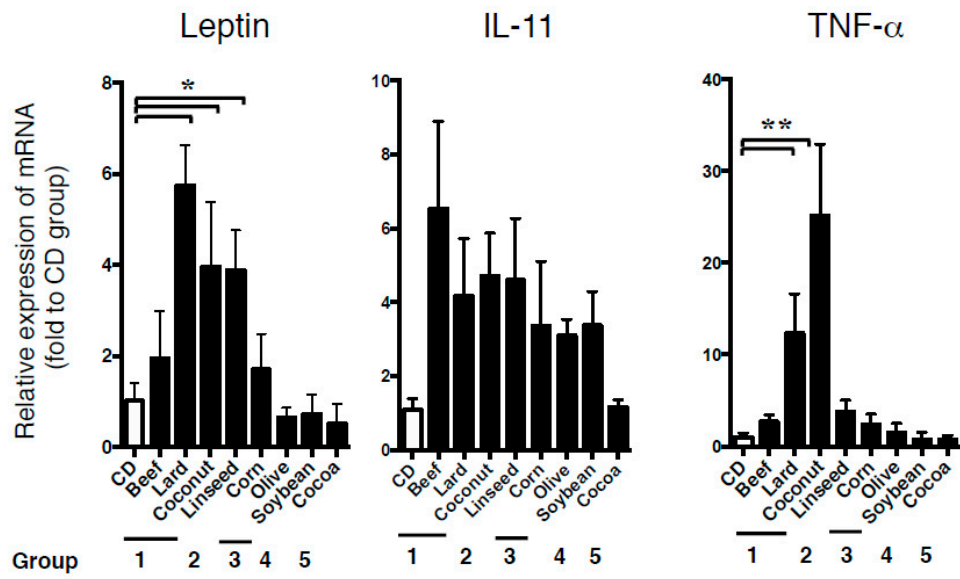 Leptin
IL-11
TNF-α
Relative expression of mRNA
(fold to CD group)
8
6
4
2
0
*
CD
Beef
Lard
Coconut
Linseed
Corn
Olive
Soybean
Cocoa
10
8
6
4
2
0
CD
Beef
Lard
Coconut
Linseed
Corn
Olive
Soybean
Cocoa
40
30
20
10
0
**
CD
Beef
Lard
Coconut
Linseed
Corn
Olive
Soybean
Cocoa
Group 1 2 3 4 5 1 2 3 4 5 1 2 3 4 5